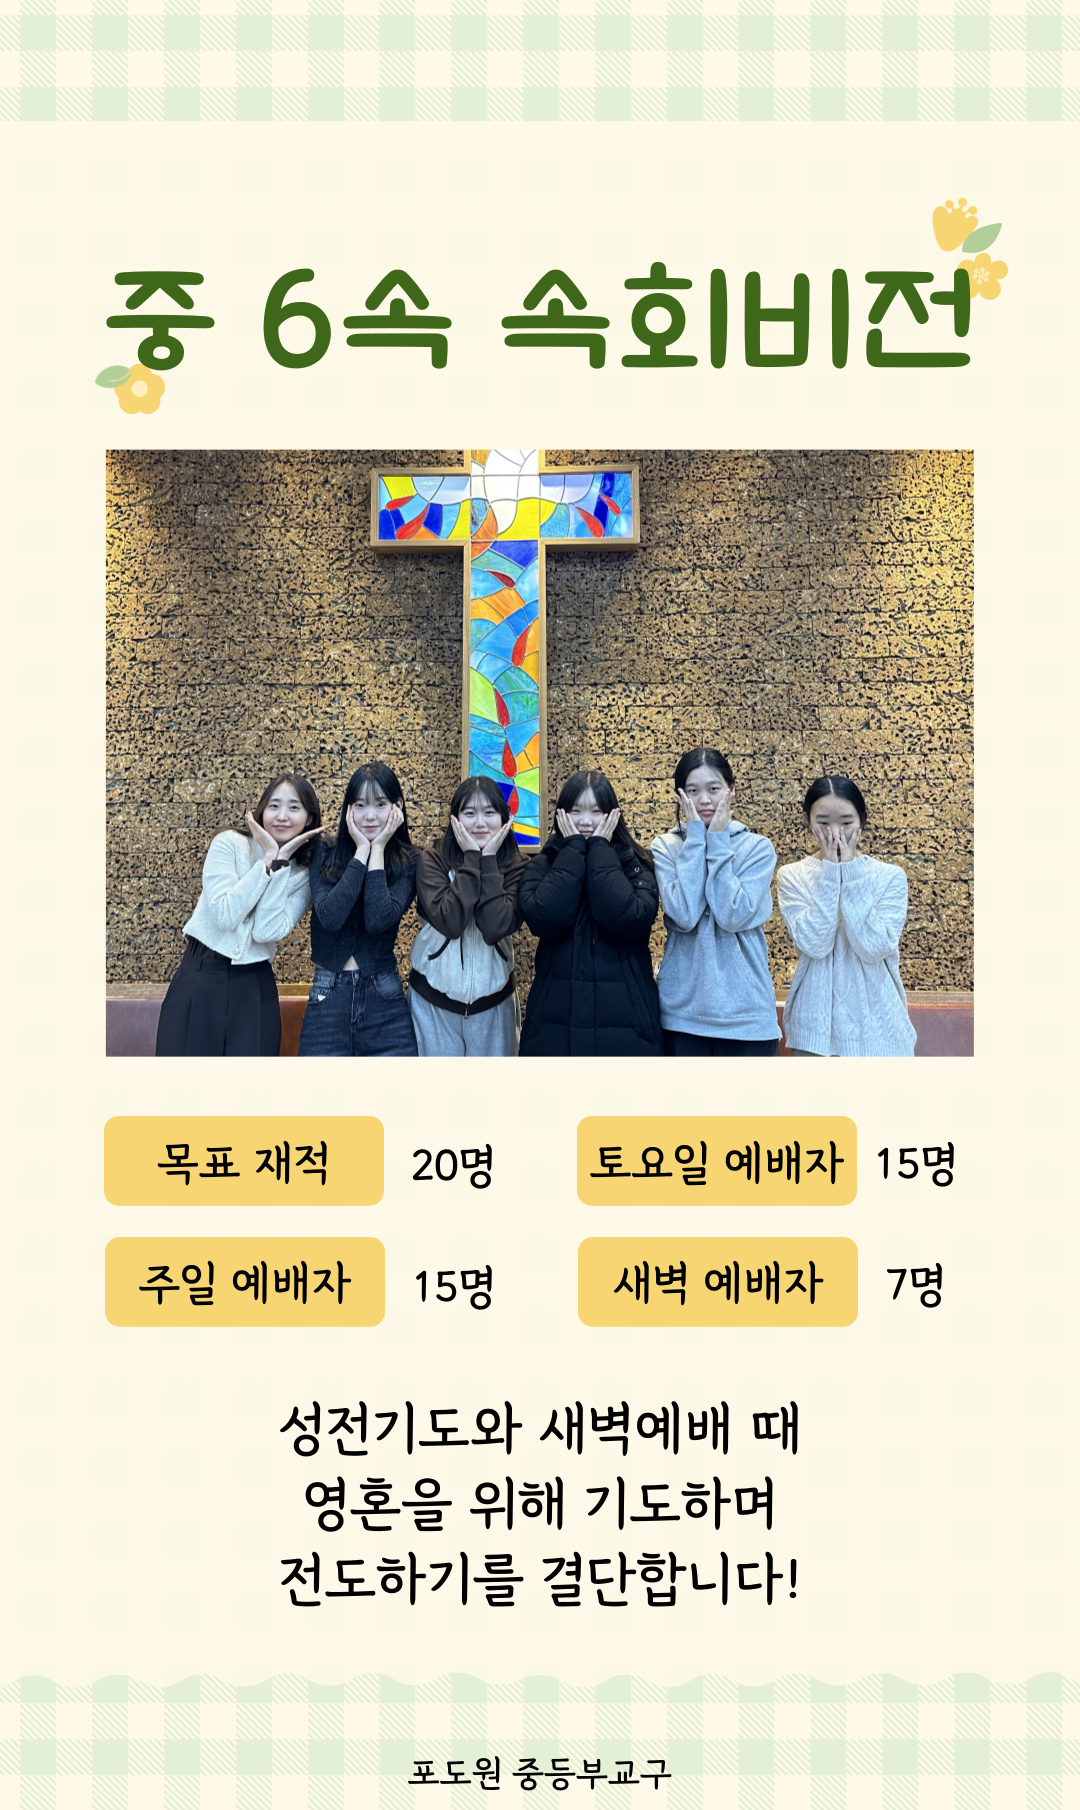 중 6속 속회비전
목표 재적 20명 토요일 예배자 15명
주일 예배자 15명 새벽 예배자 7명
성전기도와 새벽예배 때
영혼을 위해 기도하며
전도하기를 결단합니다!
포도원 중등부교구